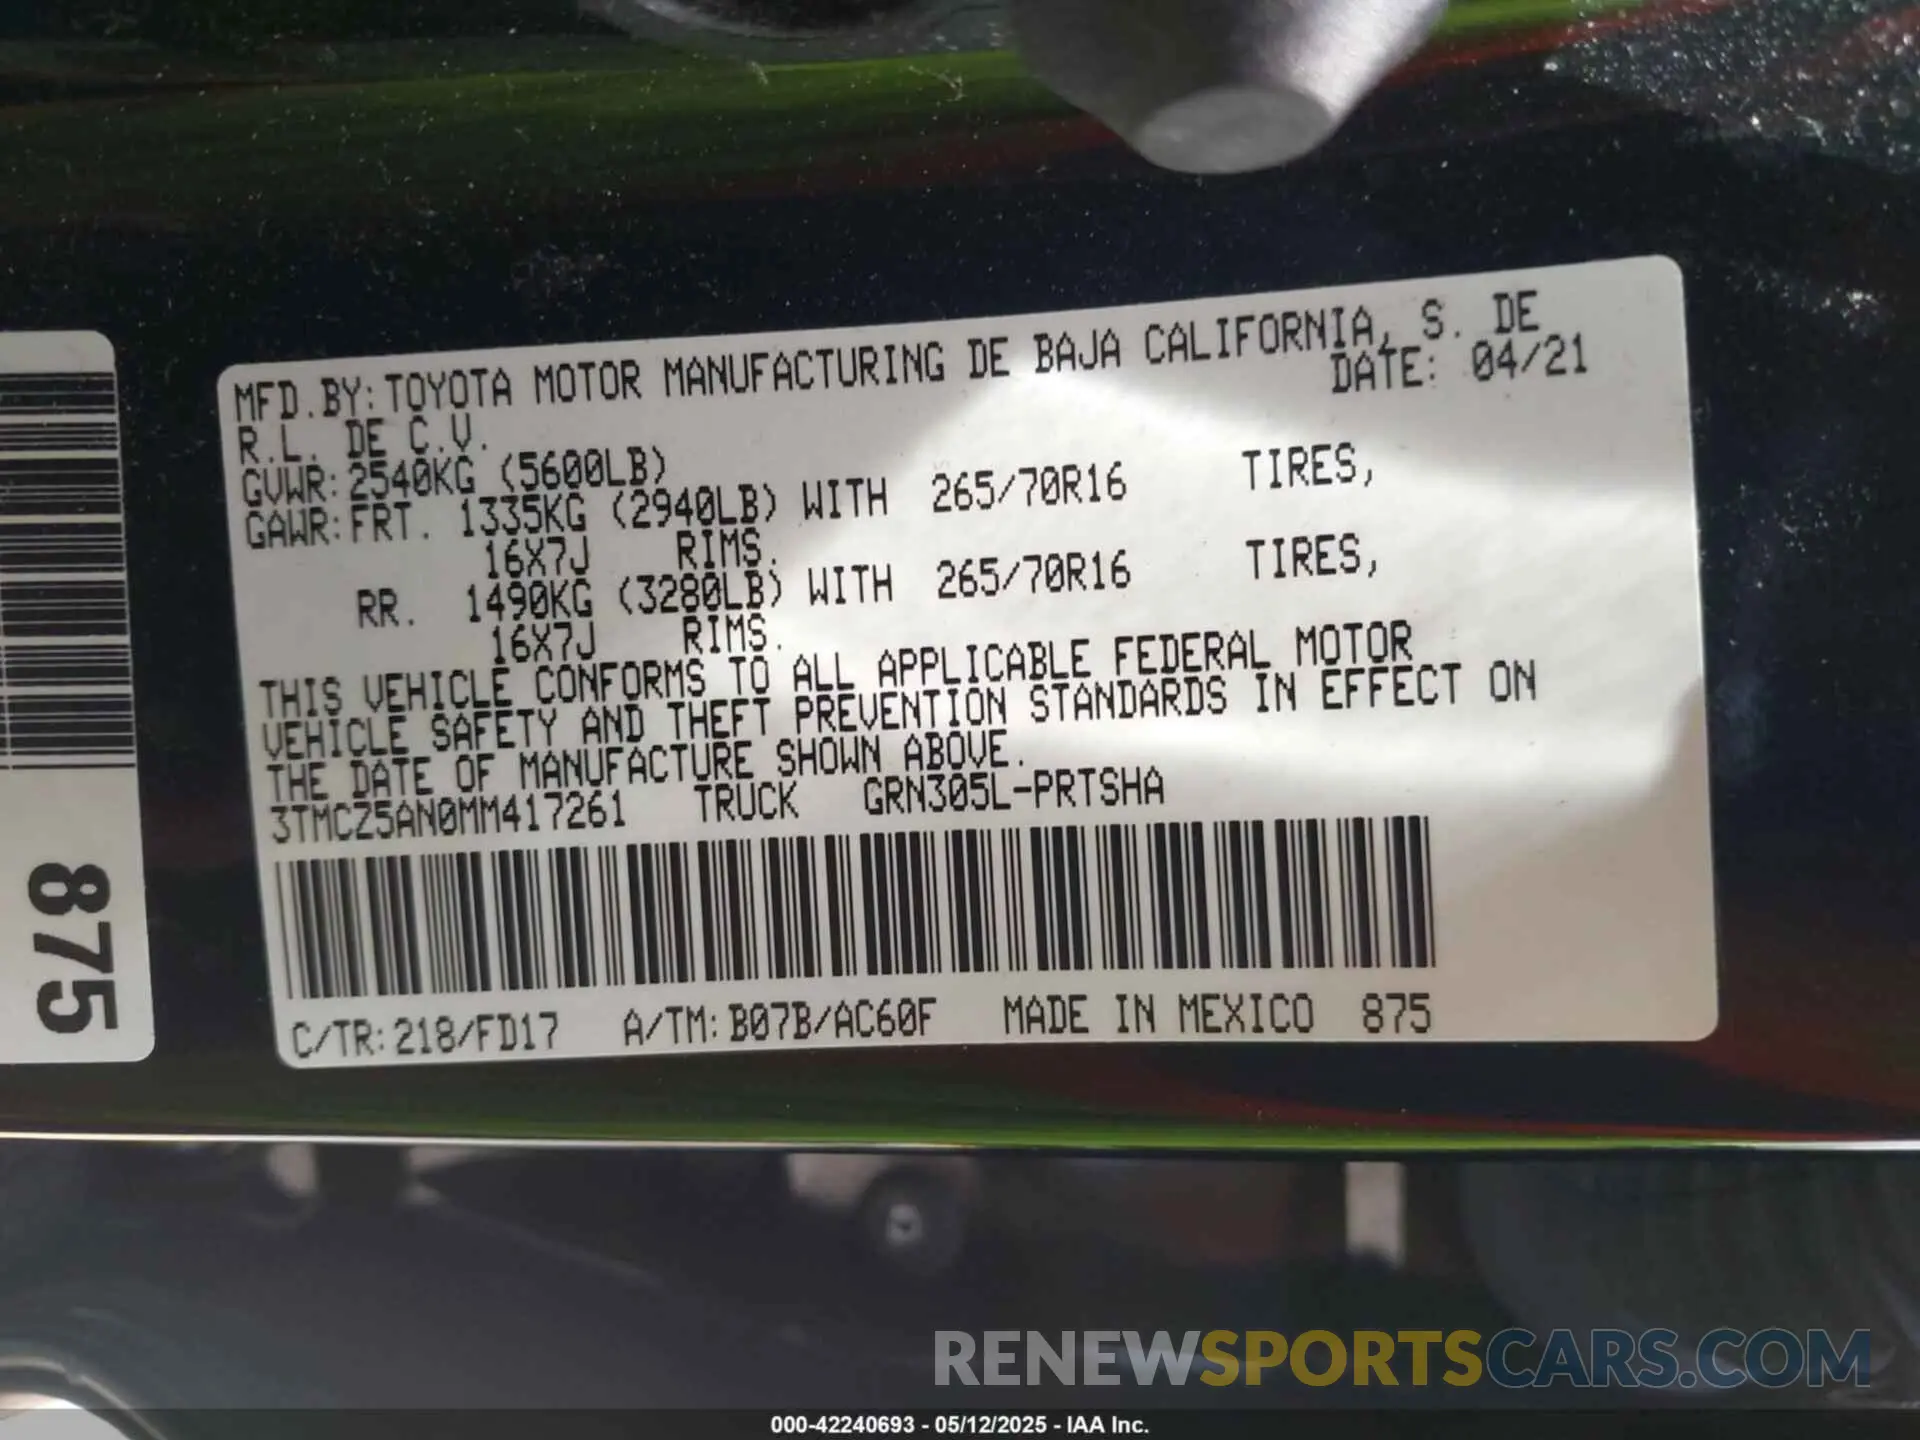 MFD.BY:TOYOTA MOTOR MANUFACTURING DE BAJA CALIFORNIA, S. DE
R.L. DE C.V. DATE: 04/21
GVWR:2540KG (5600LB)
GAWR:FRT. 1335KG (2940LB) WITH 265/70R16 TIRES,
16X7J RIMS.
RR. 1490KG (3280LB) WITH 265/70R16 TIRES,
16X7J RIMS.
THIS VEHICLE CONFORMS TO ALL APPLICABLE FEDERAL MOTOR
VEHICLE SAFETY AND THEFT PREVENTION STANDARDS IN EFFECT ON
THE DATE OF MANUFACTURE SHOWN ABOVE.
3TMCZ5AN0MM417261 TRUCK GRN305L-PRTSHA
C/TR:218/FD17 A/TM:B07B/AC60F MADE IN MEXICO 875
875
RENEWSPORTSCARS.COM
000-42240693 - 05/12/2025 - IAA Inc.